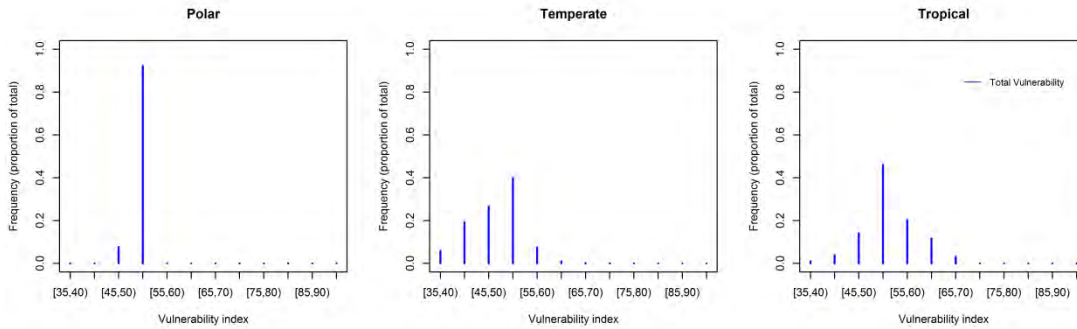 Polar
Frequency (proportion of total)
1.0
0.8
0.6
0.4
0.2
0.0
[35,40) [45,50) [55,60) [65,70) [75,80) [85,90)
Vulnerability index
Temperate
Frequency (proportion of total)
1.0
0.8
0.6
0.4
0.2
0.0
[35,40) [45,50) [55,60) [65,70) [75,80) [85,90)
Vulnerability index
Tropical
Frequency (proportion of total)
1.0
0.8
0.6
0.4
0.2
0.0
Total Vulnerability
[35,40) [45,50) [55,60) [65,70) [75,80) [85,90)
Vulnerability index